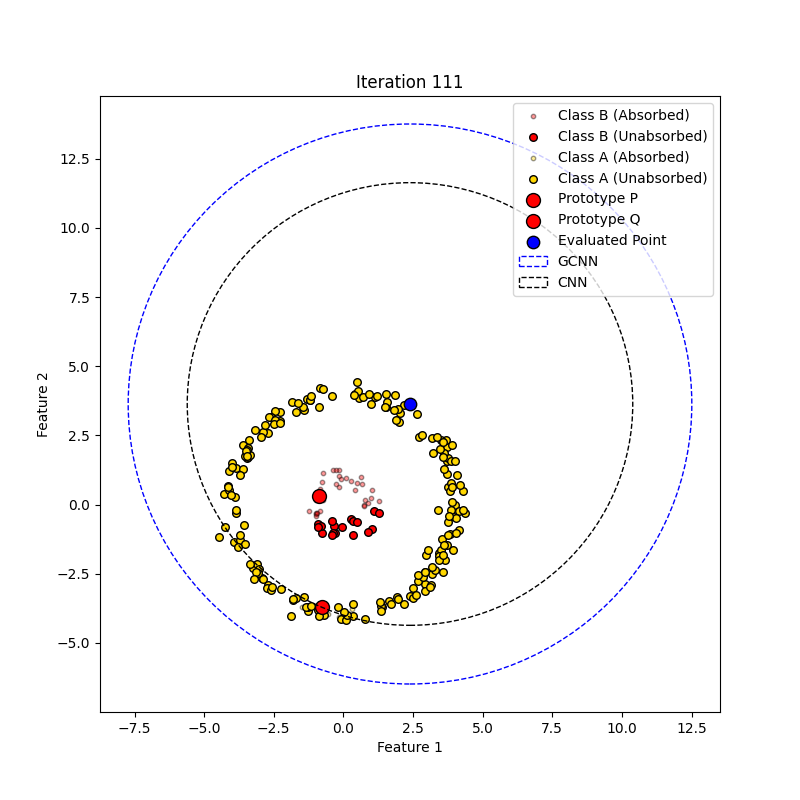 Iteration 111
Class B (Absorbed)
Class B (Unabsorbed)
Class A (Absorbed)
Class A (Unabsorbed)
Prototype P
Prototype Q
Evaluated Point
GCNN
CNN
Feature 2
12.5
10.0
7.5
5.0
2.5
0.0
−2.5
−5.0
−7.5 −5.0 −2.5 0.0 2.5 5.0 7.5 10.0 12.5
Feature 1